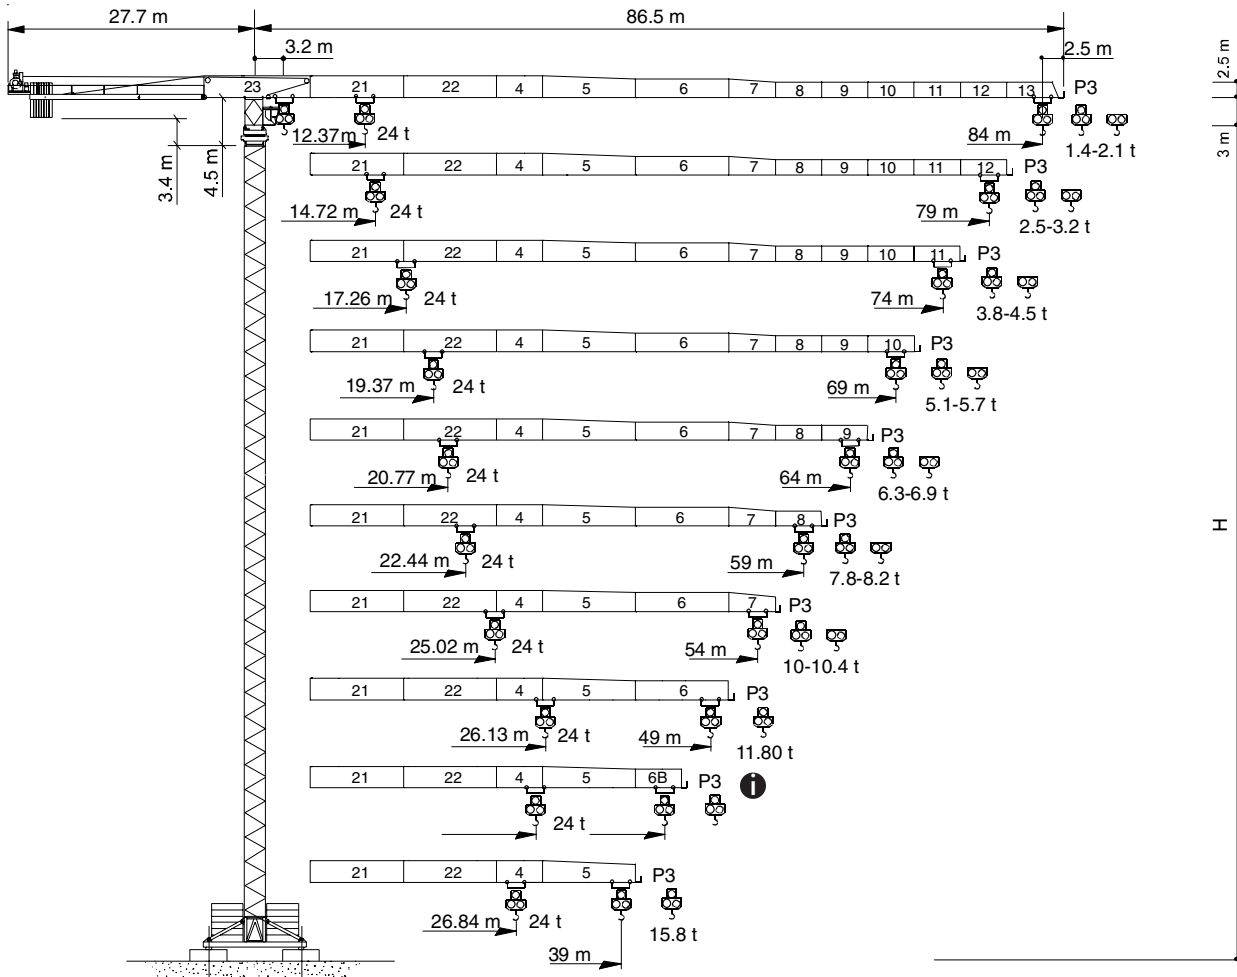 27.7 m
86.5 m
3.2 m
2.5 m
2.5 m
23 21 22 4 5 6 7 8 9 10 11 12 13 P3
12.37m 24 t
84 m
1.4-2.1 t
3.4 m
4.5 m
3 m
21 22 4 5 6 7 8 9 10 11 12 P3
14.72 m 24 t
79 m
2.5-3.2 t
21 22 4 5 6 7 8 9 10 11 P3
17.26 m 24 t
74 m
3.8-4.5 t
21 22 4 5 6 7 8 9 10 P3
19.37 m 24 t
69 m
5.1-5.7 t
21 22 4 5 6 7 8 9 P3
20.77 m 24 t
64 m
6.3-6.9 t
21 22 4 5 6 7 8 P3
H
22.44 m 24 t
59 m
7.8-8.2 t
21 22 4 5 6 7 P3
25.02 m 24 t
54 m
10-10.4 t
21 22 4 5 6 P3
26.13 m 24 t
49 m
11.80 t
21 22 4 5 6B P3 i
24 t
21 22 4 5 P3
26.84 m 24 t
39 m
15.8 t